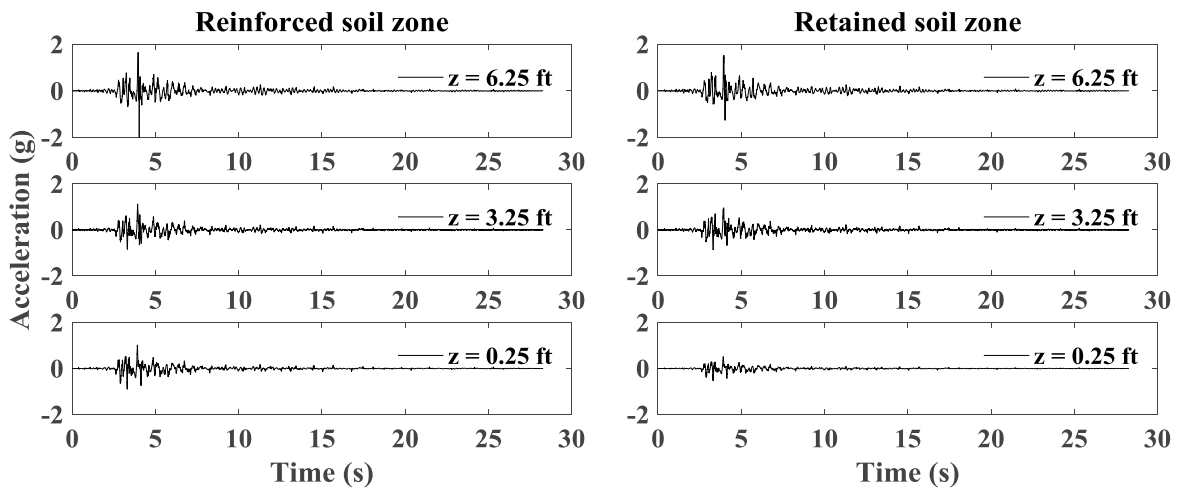 Reinforced soil zone
Retained soil zone
Acceleration (g)
2
0
-2
z = 6.25 ft
0 5 10 15 20 25 30
2
0
-2
z = 6.25 ft
0 5 10 15 20 25 30
2
0
-2
z = 3.25 ft
0 5 10 15 20 25 30
2
0
-2
z = 3.25 ft
0 5 10 15 20 25 30
2
0
-2
z = 0.25 ft
0 5 10 15 20 25 30
2
0
-2
z = 0.25 ft
0 5 10 15 20 25 30
Time (s)
Time (s)